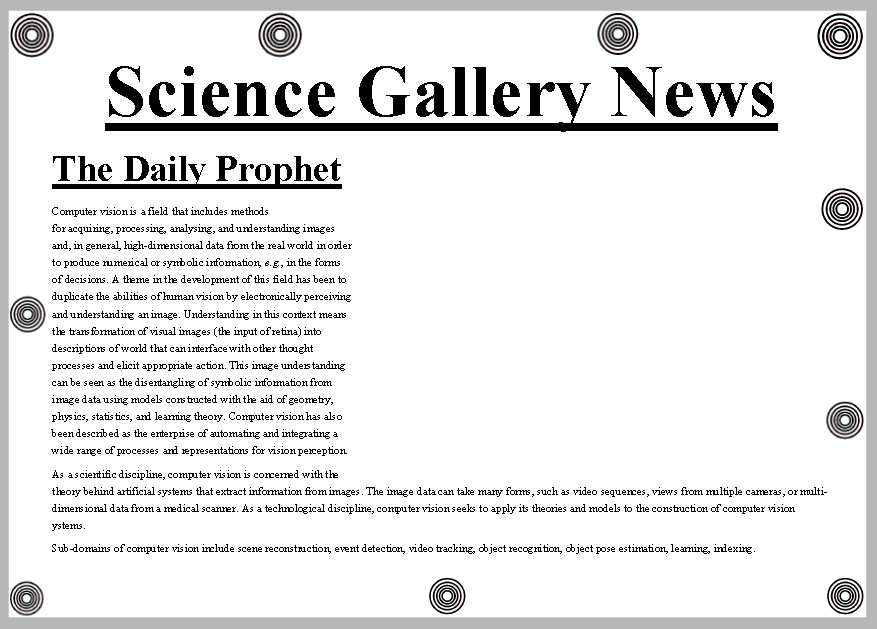 Science Gallery News
The Daily Prophet
Computer vision is a field that includes methods
for acquiring, processing, analysing, and understanding images
and, in general, high-dimensional data from the real world in order
to produce numerical or symbolic information, e.g., in the forms
of decisions. A theme in the development of this field has been to
duplicate the abilities of human vision by electronically perceiving
and understanding an image. Understanding in this context means
the transformation of visual images (the input of retina) into
descriptions of world that can interface with other thought
processes and elicit appropriate action. This image understanding
can be seen as the disentangling of symbolic information from
image data using models constructed with the aid of geometry,
physics, statistics, and learning theory. Computer vision has also
been described as the enterprise of automating and integrating a
wide range of processes and representations for vision perception.
As a scientific discipline, computer vision is concerned with the
theory behind artificial systems that extract information from images. The image data can take many forms, such as video sequences, views from multiple cameras, or multi-
dimensional data from a medical scanner. As a technological discipline, computer vision seeks to apply its theories and models to the construction of computer vision
ystems.
Sub-domains of computer vision include scene reconstruction, event detection, video tracking, object recognition, object pose estimation, learning, indexing.